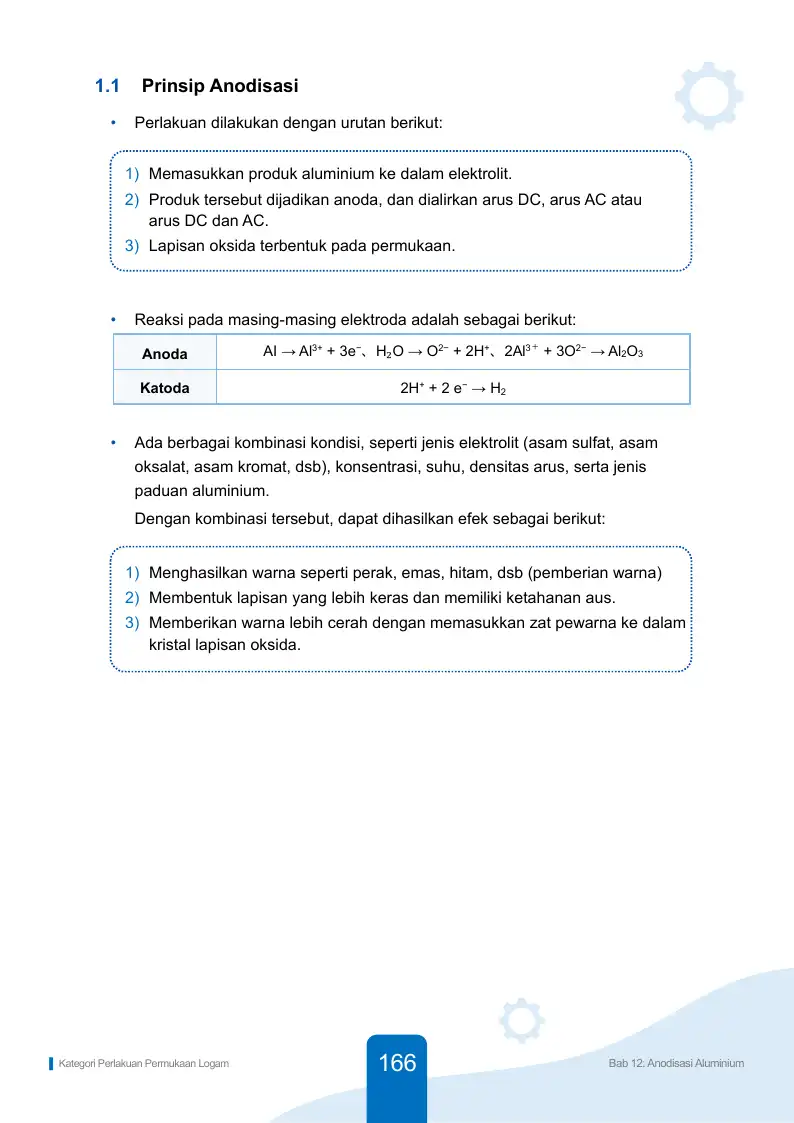 1.1 Prinsip Anodisasi
• Perlakuan dilakukan dengan urutan berikut:
1) Memasukkan produk aluminium ke dalam elektrolit.
2) Produk tersebut dijadikan anoda, dan dialirkan arus DC, arus AC atau
arus DC dan AC.
3) Lapisan oksida terbentuk pada permukaan.
• Reaksi pada masing-masing elektroda adalah sebagai berikut:
Anoda Al → Al³⁺ + 3e⁻、H₂O → O²⁻ + 2H⁺、2Al³⁺ + 3O²⁻ → Al₂O₃
Katoda 2H⁺ + 2 e⁻ → H₂
• Ada berbagai kombinasi kondisi, seperti jenis elektrolit (asam sulfat, asam
oksalat, asam kromat, dsb), konsentrasi, suhu, densitas arus, serta jenis
paduan aluminium.
Dengan kombinasi tersebut, dapat dihasilkan efek sebagai berikut:
1) Menghasilkan warna seperti perak, emas, hitam, dsb (pemberian warna)
2) Membentuk lapisan yang lebih keras dan memiliki ketahanan aus.
3) Memberikan warna lebih cerah dengan memasukkan zat pewarna ke dalam
kristal lapisan oksida.
Kategori Perlakuan Permukaan Logam
166
Bab 12: Anodisasi Aluminium